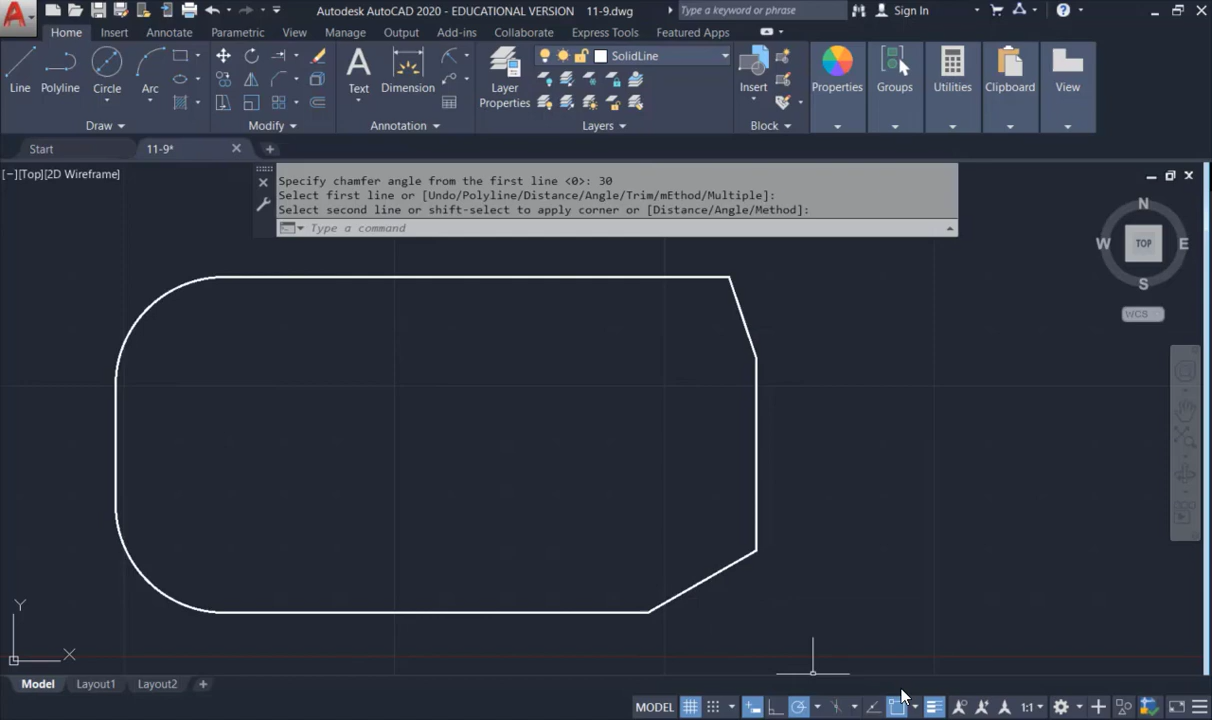 Autodesk AutoCAD 2020 - EDUCATIONAL VERSION 11-9.dwg
Type a keyword or phrase
Sign In
Home Insert Annotate Parametric View Manage Output Add-ins Collaborate Express Tools Featured Apps
Line Polyline Circle Arc
Text Dimension
Layer Properties
SolidLine
Insert
Properties Groups Utilities Clipboard View
Draw Modify Annotation Layers Block
Start 11-9*
[−][Top][2D Wireframe]
Specify chamfer angle from the first line <0>: 30
Select first line or [Undo/Polyline/Distance/Angle/Trim/mEthod/Multiple]:
Select second line or shift-select to apply corner or [Distance/Angle/Method]:
Type a command
N
W TOP E
S
WCS
Y
X
Model Layout1 Layout2
MODEL 1:1